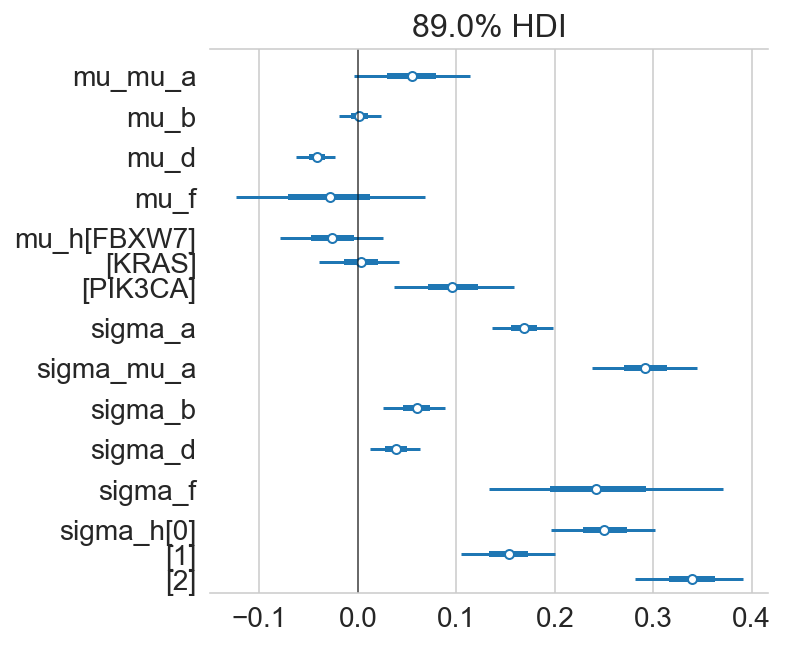 89.0% HDI
mu_mu_a
mu_b
mu_d
mu_f
mu_h[FBXW7]
[KRAS]
[PIK3CA]
sigma_a
sigma_mu_a
sigma_b
sigma_d
sigma_f
sigma_h[0]
[1]
[2]
−0.1 0.0 0.1 0.2 0.3 0.4